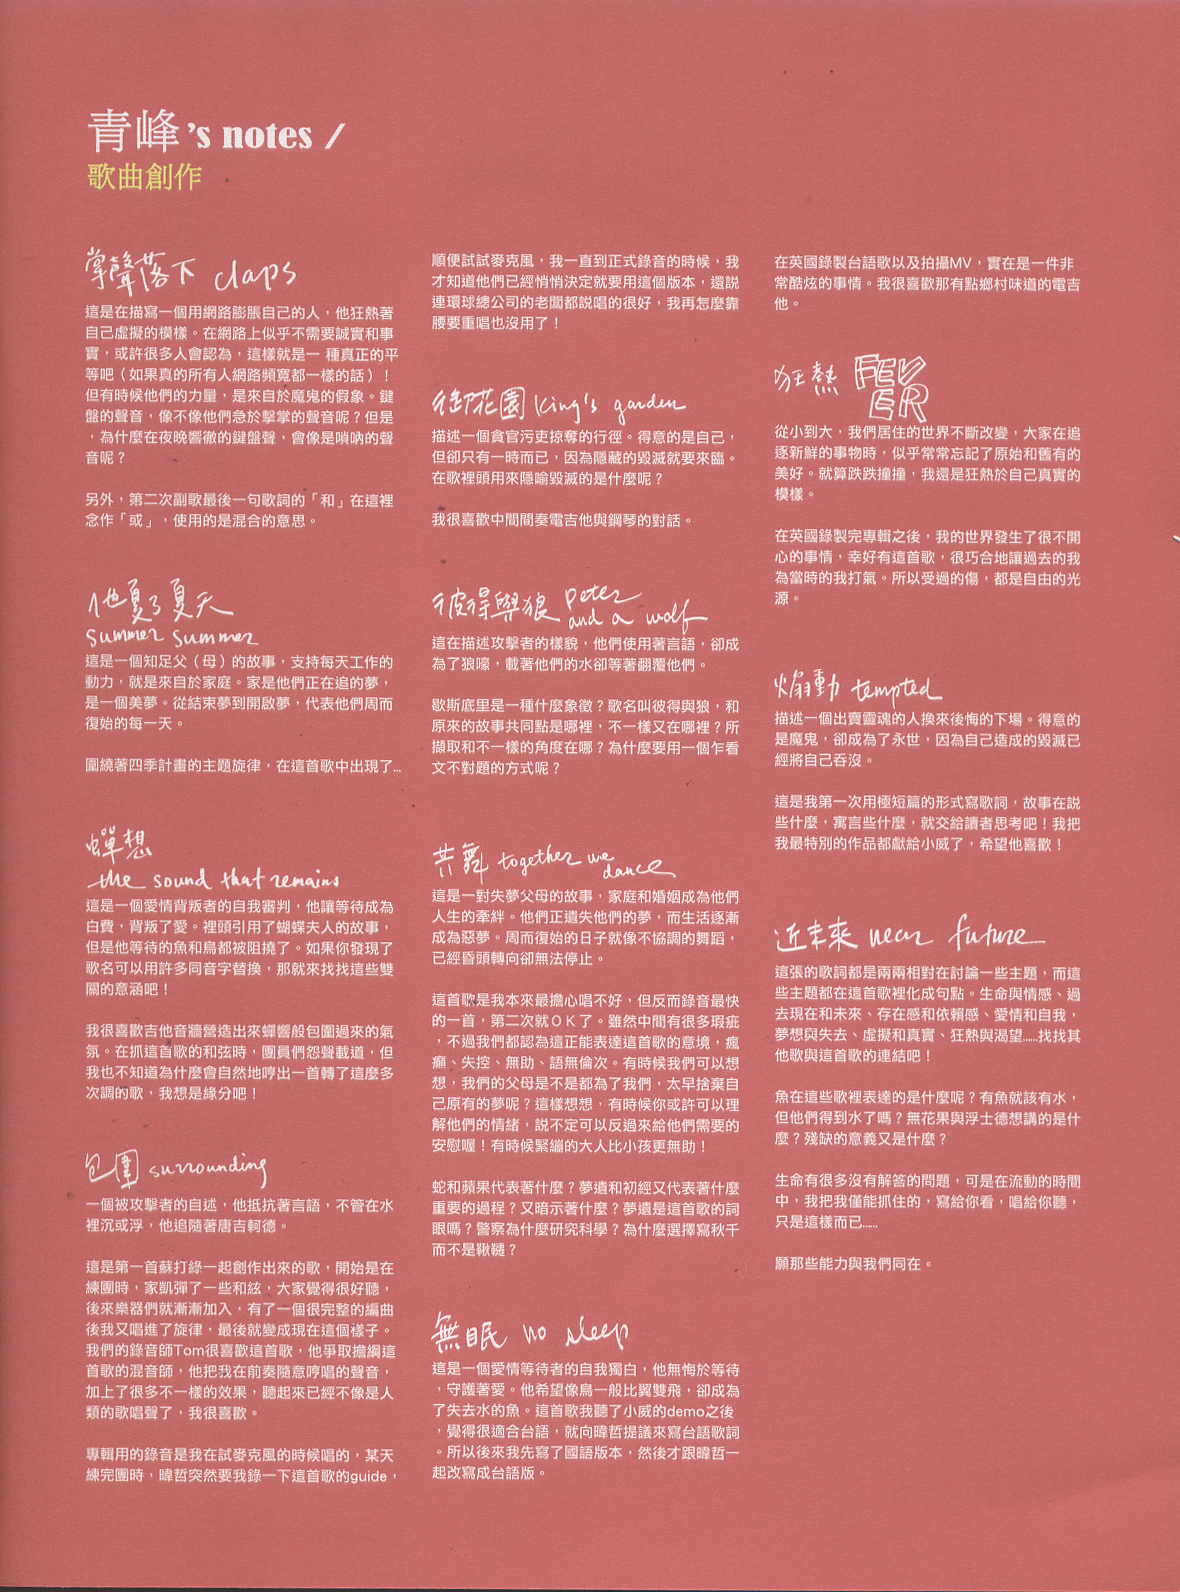 青峰's notes /
歌曲創作
掌聲落下 claps
這是在描寫一個用網路膨脹自己的人，他狂熱著
自己虛擬的模樣。在網路上似乎不需要誠實和事
實，或許很多人會認為，這樣就是一 種真正的平
等吧（如果真的所有人網路頻寬都一樣的話）！
但有時候他們的力量，是來自於魔鬼的假象。鍵
盤的聲音，像不像他們急於擊掌的聲音呢？但是
，為什麼在夜晚響徹的鍵盤聲，會像是嗩吶的聲
音呢？
另外，第二次副歌最後一句歌詞的「和」在這裡
念作「或」，使用的是混合的意思。
他夏了夏天
summer summer
這是一個知足父（母）的故事，支持每天工作的
動力，就是來自於家庭。家是他們正在追的夢，
是一個美夢。從結束夢到開啟夢，代表他們周而
復始的每一天。
圍繞著四季計畫的主題旋律，在這首歌中出現了…
蟬想
the sound that remains
這是一個愛情背叛者的自我審判，他讓等待成為
白費，背叛了愛。裡頭引用了蝴蝶夫人的故事，
但是他等待的魚和鳥都被阻撓了。如果你發現了
歌名可以用許多同音字替換，那就來找找這些雙
關的意涵吧！
我很喜歡吉他音牆營造出來蟬響般包圍過來的氣
氛。在抓這首歌的和弦時，團員們怨聲載道，但
我也不知道為什麼會自然地哼出一首轉了這麼多
次調的歌，我想是緣分吧！
包圍 surrounding
一個被攻擊者的自述，他抵抗著言語，不管在水
裡沉或浮，他追隨著唐吉軻德。
這是第一首蘇打綠一起創作出來的歌，開始是在
練團時，家凱彈了一些和絃，大家覺得很好聽，
後來樂器們就漸漸加入，有了一個很完整的編曲
後我又唱進了旋律，最後就變成現在這個樣子。
我們的錄音師Tom很喜歡這首歌，他爭取擔綱這
首歌的混音師，他把我在前奏隨意哼唱的聲音，
加上了很多不一樣的效果，聽起來已經不像是人
類的歌唱聲了，我很喜歡。
專輯用的錄音是我在試麥克風的時候唱的，某天
練完團時，暐哲突然要我錄一下這首歌的guide，
順便試試麥克風，我一直到正式錄音的時候，我
才知道他們已經悄悄決定就要用這個版本，還說
連環球總公司的老闆都說唱的很好，我再怎麼靠
腰要重唱也沒用了！
御花園 king's garden
描述一個貪官污吏掠奪的行徑。得意的是自己，
但卻只有一時而已，因為隱藏的毀滅就要來臨。
在歌裡頭用來隱喻毀滅的是什麼呢？
我很喜歡中間間奏電吉他與鋼琴的對話。
彼得與狼 peter
and a wolf
這在描述攻擊者的樣貌，他們使用著言語，卻成
為了狼嚎，載著他們的水卻等著翻覆他們。
歇斯底里是一種什麼象徵？歌名叫彼得與狼，和
原來的故事共同點是哪裡，不一樣又在哪裡？所
擷取和不一樣的角度在哪？為什麼要用一個乍看
文不對題的方式呢？
共舞 together we
dance
這是一對失夢父母的故事，家庭和婚姻成為他們
人生的牽絆。他們正遺失他們的夢，而生活逐漸
成為惡夢。周而復始的日子就像不協調的舞蹈，
已經昏頭轉向卻無法停止。
這首歌是我本來最擔心唱不好，但反而錄音最快
的一首，第二次就ＯＫ了。雖然中間有很多瑕疵
，不過我們都認為這正能表達這首歌的意境，瘋
癲、失控、無助、語無倫次。有時候我們可以想
想，我們的父母是不是都為了我們，太早捨棄自
己原有的夢呢？這樣想想，有時候你或許可以理
解他們的情緒，說不定可以反過來給他們需要的
安慰喔！有時候緊繃的大人比小孩更無助！
蛇和蘋果代表著什麼？夢遺和初經又代表著什麼
重要的過程？又暗示著什麼？夢遺是這首歌的詞
眼嗎？警察為什麼研究科學？為什麼選擇寫秋千
而不是鞦韆？
無眠 no sleep
這是一個愛情等待者的自我獨白，他無悔於等待
，守護著愛。他希望像鳥一般比翼雙飛，卻成為
了失去水的魚。這首歌我聽了小威的demo之後
，覺得很適合台語，就向暐哲提議來寫台語歌詞
。所以後來我先寫了國語版本，然後才跟暐哲一
起改寫成台語版。
在英國錄製台語歌以及拍攝MV，實在是一件非
常酷炫的事情。我很喜歡那有點鄉村味道的電吉
他。
狂熱 FEV
ER
從小到大，我們居住的世界不斷改變，大家在追
逐新鮮的事物時，似乎常常忘記了原始和舊有的
美好。就算跌跌撞撞，我還是狂熱於自己真實的
模樣。
在英國錄製完專輯之後，我的世界發生了很不開
心的事情，幸好有這首歌，很巧合地讓過去的我
為當時的我打氣。所以受過的傷，都是自由的光
源。
煽動 tempted
描述一個出賣靈魂的人換來後悔的下場。得意的
是魔鬼，卻成為了永世，因為自己造成的毀滅已
經將自己吞沒。
這是我第一次用極短篇的形式寫歌詞，故事在說
些什麼，寓言些什麼，就交給讀者思考吧！我把
我最特別的作品都獻給小威了，希望他喜歡！
近未來 near future
這張的歌詞都是兩兩相對在討論一些主題，而這
些主題都在這首歌裡化成句點。生命與情感、過
去現在和未來、存在感和依賴感、愛情和自我，
夢想與失去、虛擬和真實、狂熱與渴望……找找其
他歌與這首歌的連結吧！
魚在這些歌裡表達的是什麼呢？有魚就該有水，
但他們得到水了嗎？無花果與浮士德想講的是什
麼？殘缺的意義又是什麼？
生命有很多沒有解答的問題，可是在流動的時間
中，我把我僅能抓住的，寫給你看，唱給你聽，
只是這樣而已……
願那些能力與我們同在。